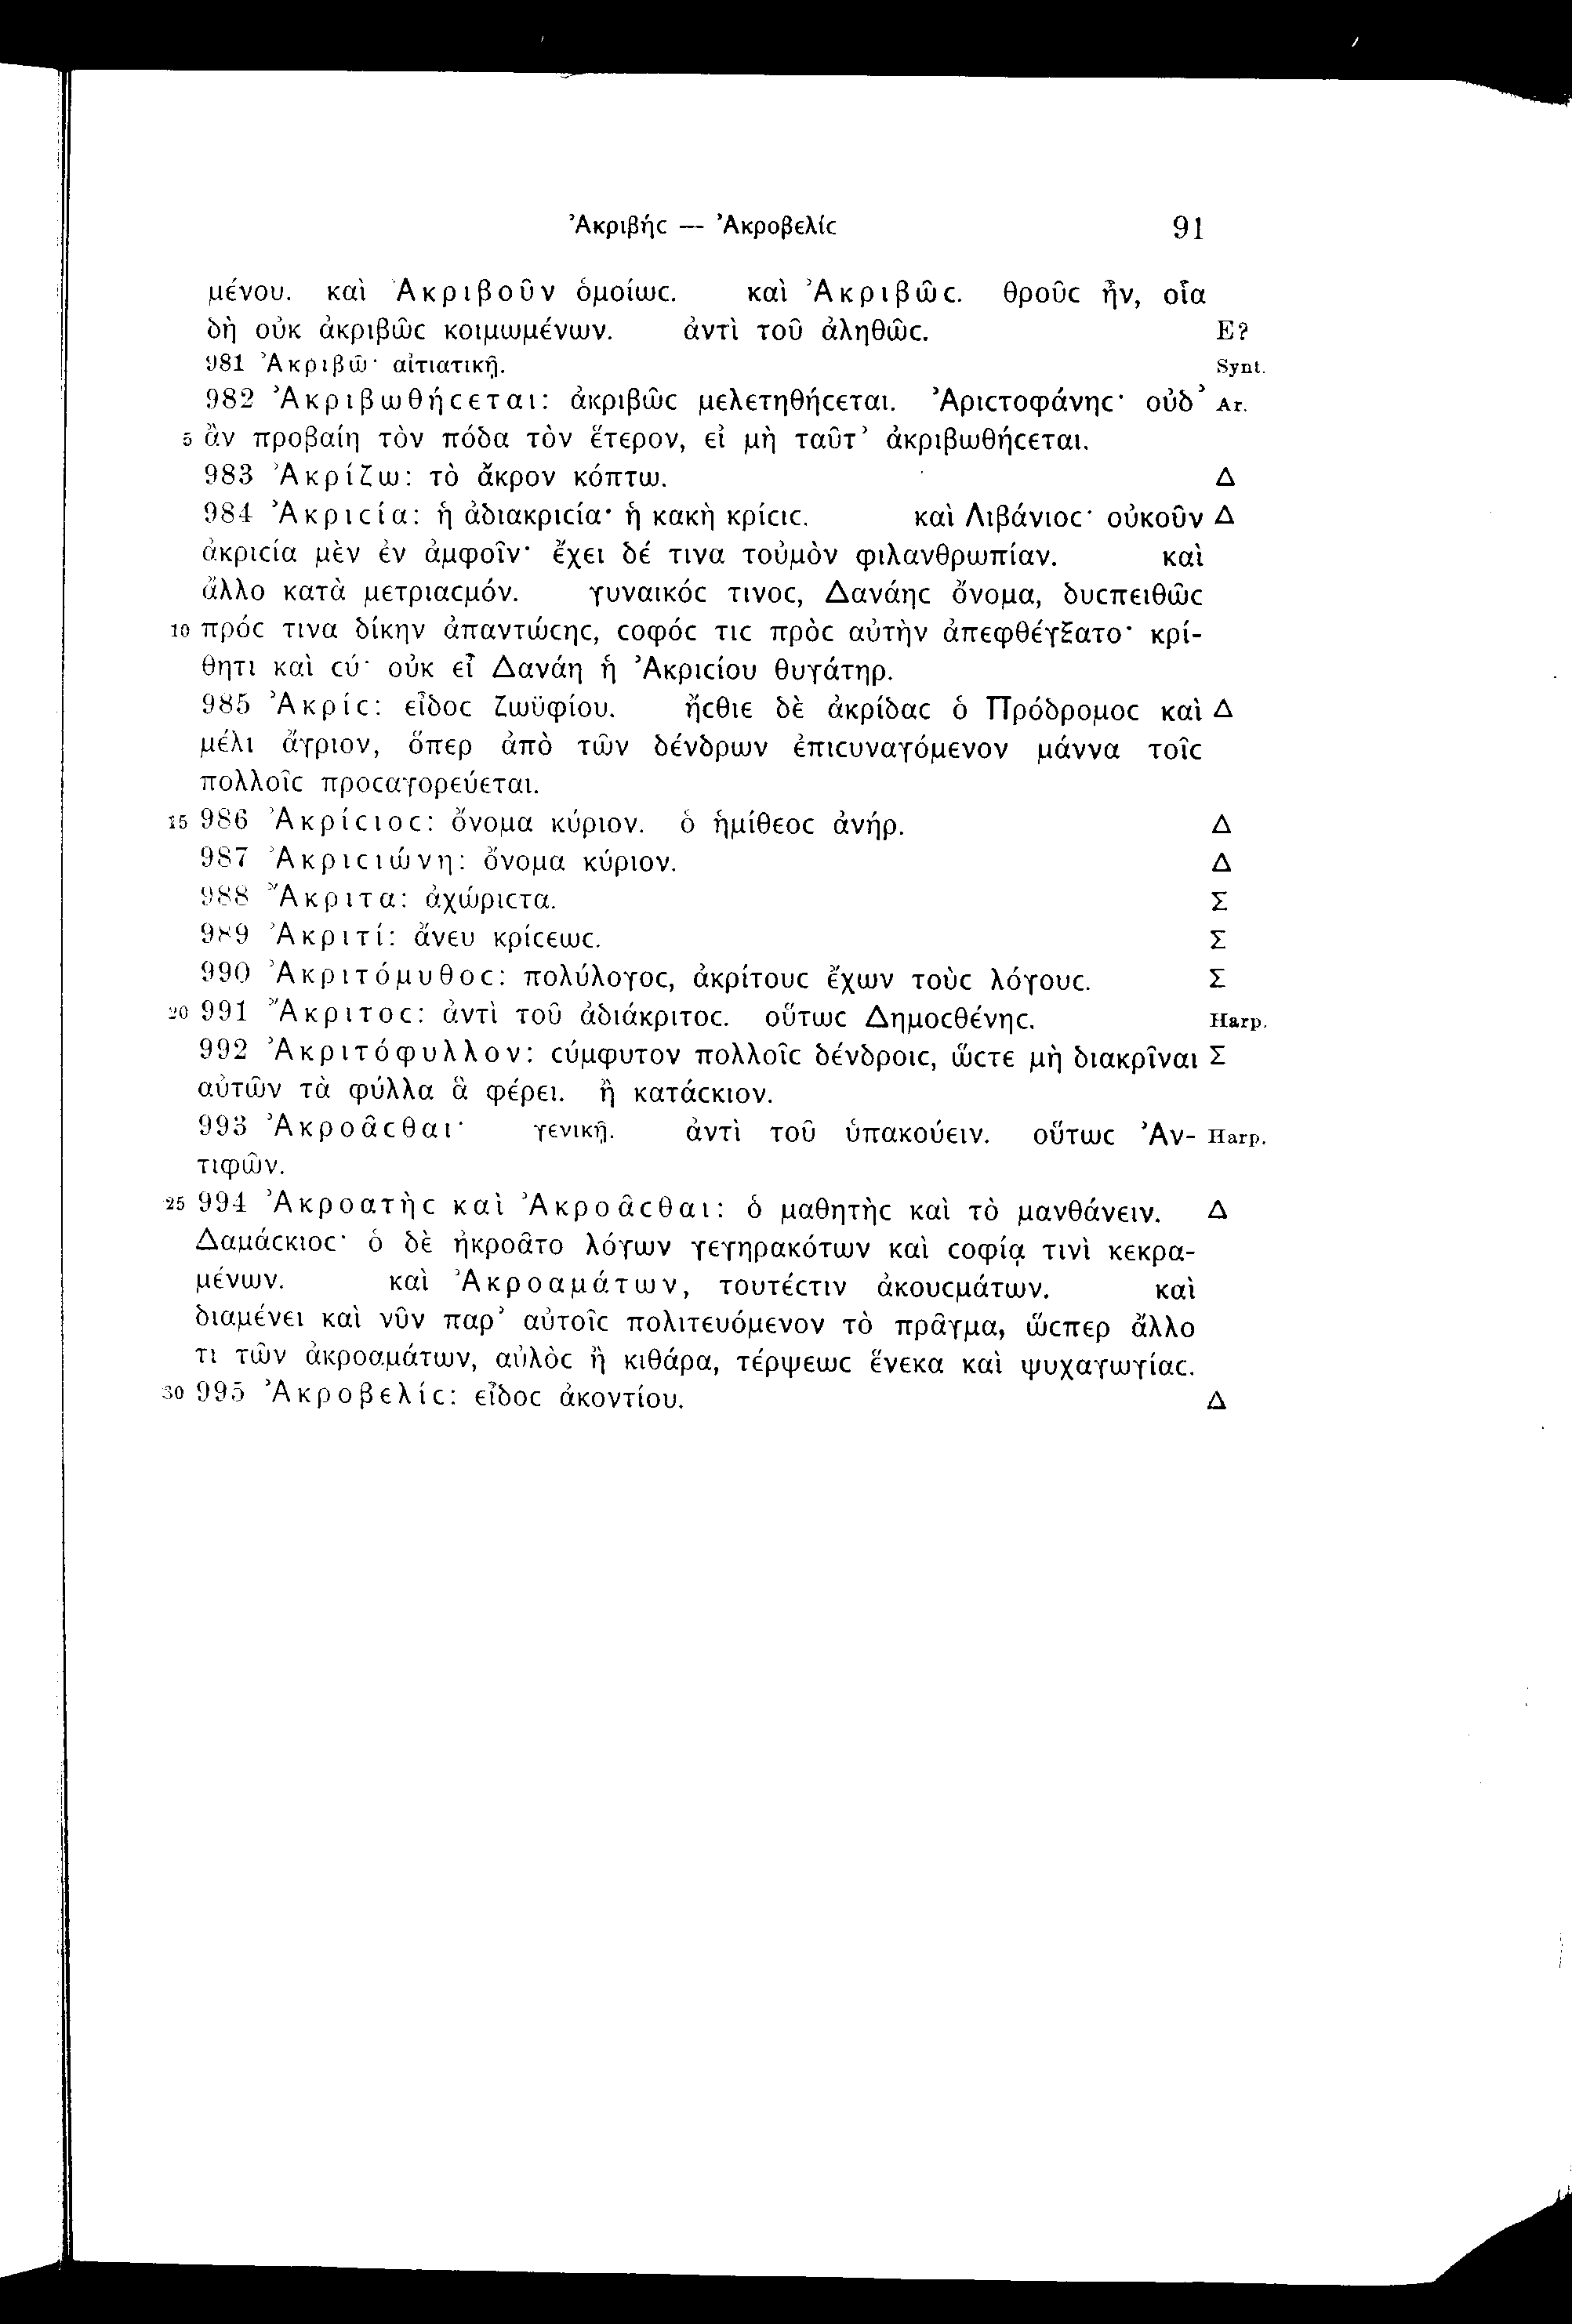 Ἀκριβήϲ — Ἀκροβελίϲ 91
μένου. καὶ Ἀκριβοῦν ὁμοίωϲ. καὶ Ἀκριβῶϲ. θροῦϲ ἦν, οἷα
δὴ οὐκ ἀκριβῶϲ κοιμωμένων. ἀντὶ τοῦ ἀληθῶϲ. E?
981 Ἀκριβῶ· αἰτιατικῇ. Synt.
982 Ἀκριβωθήϲεται: ἀκριβῶϲ μελετηθήϲεται. Ἀριϲτοφάνηϲ· οὐδ᾽ Ar.
5 ἂν προβαίη τὸν πόδα τὸν ἕτερον, εἰ μὴ ταῦτ᾽ ἀκριβωθήϲεται.
983 Ἀκρίζω: τὸ ἄκρον κόπτω. Δ
984 Ἀκριϲία: ἡ ἀδιακριϲία· ἡ κακὴ κρίϲιϲ. καὶ Λιβάνιοϲ· οὐκοῦν Δ
ἀκριϲία μὲν ἐν ἀμφοῖν· ἔχει δέ τινα τοὐμὸν φιλανθρωπίαν. καὶ
ἄλλο κατὰ μετριαϲμόν. γυναικόϲ τινοϲ, Δανάηϲ ὄνομα, δυϲπειθῶϲ
10 πρόϲ τινα δίκην ἀπαντώϲηϲ, ϲοφόϲ τιϲ πρὸϲ αὐτὴν ἀπεφθέγξατο· κρί-
θητι καὶ ϲύ· οὐκ εἶ Δανάη ἡ Ἀκριϲίου θυγάτηρ.
985 Ἀκρίϲ: εἶδοϲ ζωϋφίου. ἤϲθιε δὲ ἀκρίδαϲ ὁ Πρόδρομοϲ καὶ Δ
μέλι ἄγριον, ὅπερ ἀπὸ τῶν δένδρων ἐπιϲυναγόμενον μάννα τοῖϲ
πολλοῖϲ προϲαγορεύεται.
15 986 Ἀκρίϲιοϲ: ὄνομα κύριον. ὁ ἡμίθεοϲ ἀνήρ. Δ
987 Ἀκριϲιώνη: ὄνομα κύριον. Δ
988 Ἄκριτα: ἀχώριϲτα. Σ
989 Ἀκριτί: ἄνευ κρίϲεωϲ. Σ
990 Ἀκριτόμυθοϲ: πολύλογοϲ, ἀκρίτουϲ ἔχων τοὺϲ λόγουϲ. Σ
20 991 Ἄκριτοϲ: ἀντὶ τοῦ ἀδιάκριτοϲ. οὕτωϲ Δημοϲθένηϲ. Harp.
992 Ἀκριτόφυλλον: ϲύμφυτον πολλοῖϲ δένδροιϲ, ὥϲτε μὴ διακρῖναι Σ
αὐτῶν τὰ φύλλα ἃ φέρει. ἢ κατάϲκιον.
993 Ἀκροᾶϲθαι· γενικῇ. ἀντὶ τοῦ ὑπακούειν. οὕτωϲ Ἀν- Harp.
τιφῶν.
25 994 Ἀκροατὴϲ καὶ Ἀκροᾶϲθαι: ὁ μαθητὴϲ καὶ τὸ μανθάνειν. Δ
Δαμάϲκιοϲ· ὁ δὲ ἠκροᾶτο λόγων γεγηρακότων καὶ ϲοφίᾳ τινὶ κεκρα-
μένων. καὶ Ἀκροαμάτων, τουτέϲτιν ἀκουϲμάτων. καὶ
διαμένει καὶ νῦν παρ᾽ αὐτοῖϲ πολιτευόμενον τὸ πρᾶγμα, ὥϲπερ ἄλλο
τι τῶν ἀκροαμάτων, αὐλὸϲ ἢ κιθάρα, τέρψεωϲ ἕνεκα καὶ ψυχαγωγίαϲ.
30 995 Ἀκροβελίϲ: εἶδοϲ ἀκοντίου. Δ